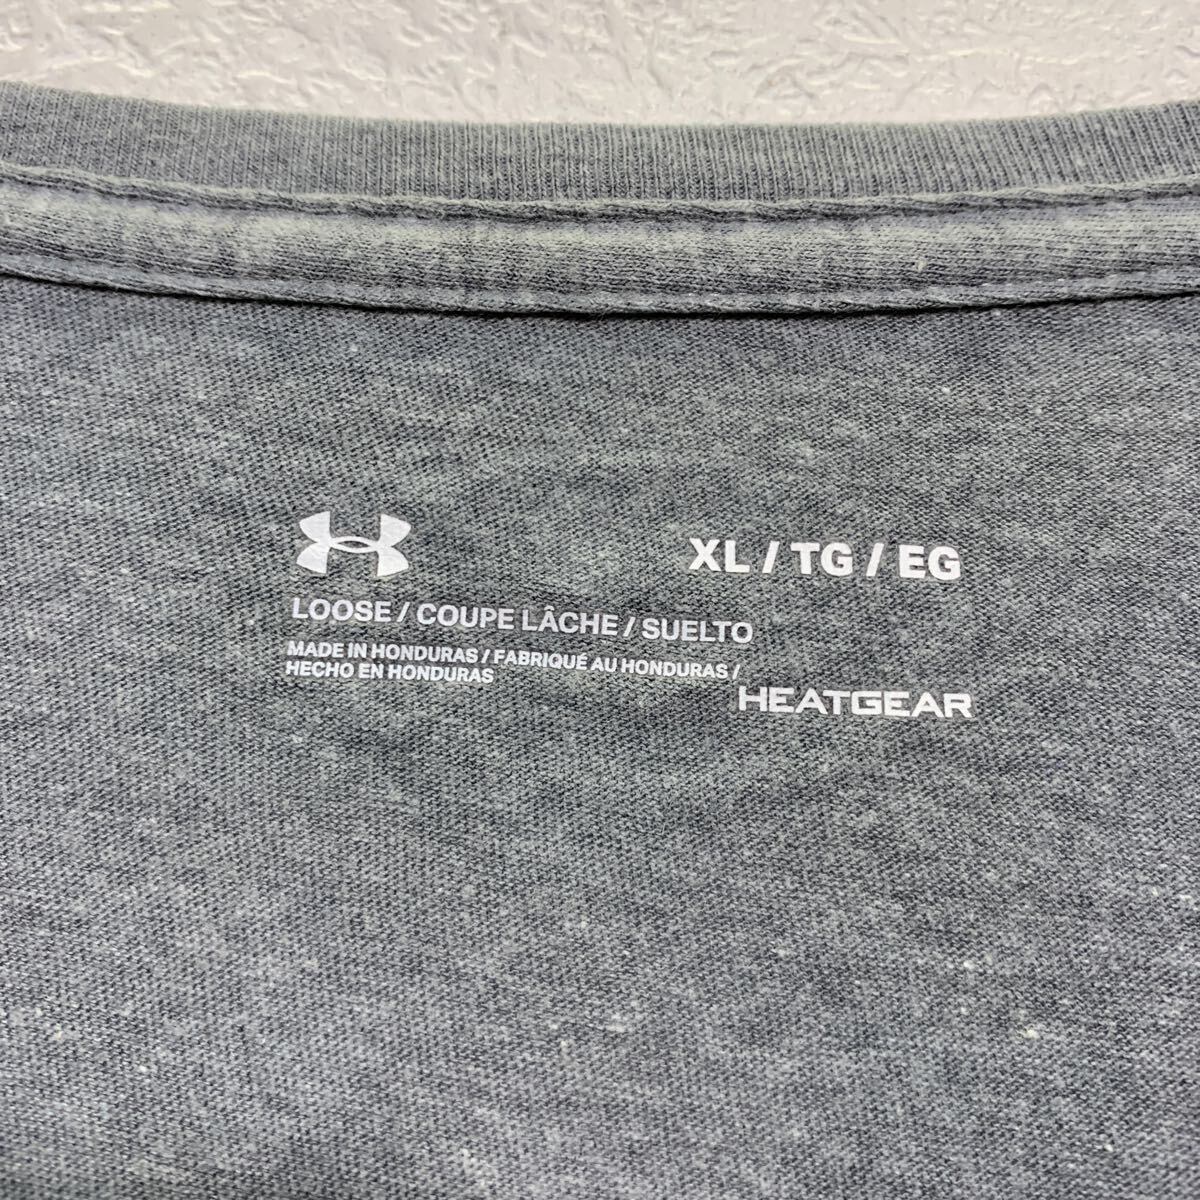 XL / TG / EG
LOOSE / COUPE LÂCHE / SUELTO
MADE IN HONDURAS / FABRIQUÉ AU HONDURAS /
HECHO EN HONDURAS
HEATGEAR